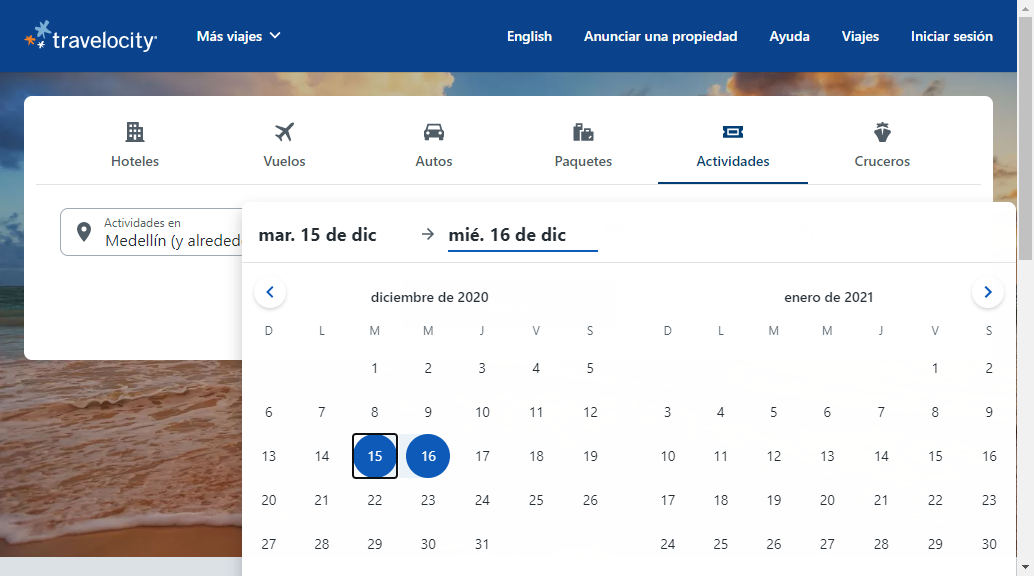 travelocity Más viajes English Anunciar una propiedad Ayuda Viajes Iniciar sesión
Hoteles Vuelos Autos Paquetes Actividades Cruceros
Actividades en
Medellín (y alreded
mar. 15 de dic mié. 16 de dic
diciembre de 2020 enero de 2021
D L M M J V S D L M M J V S
1 2 3 4 5 1 2
6 7 8 9 10 11 12 3 4 5 6 7 8 9
13 14 15 16 17 18 19 10 11 12 13 14 15 16
20 21 22 23 24 25 26 17 18 19 20 21 22 23
27 28 29 30 31 24 25 26 27 28 29 30